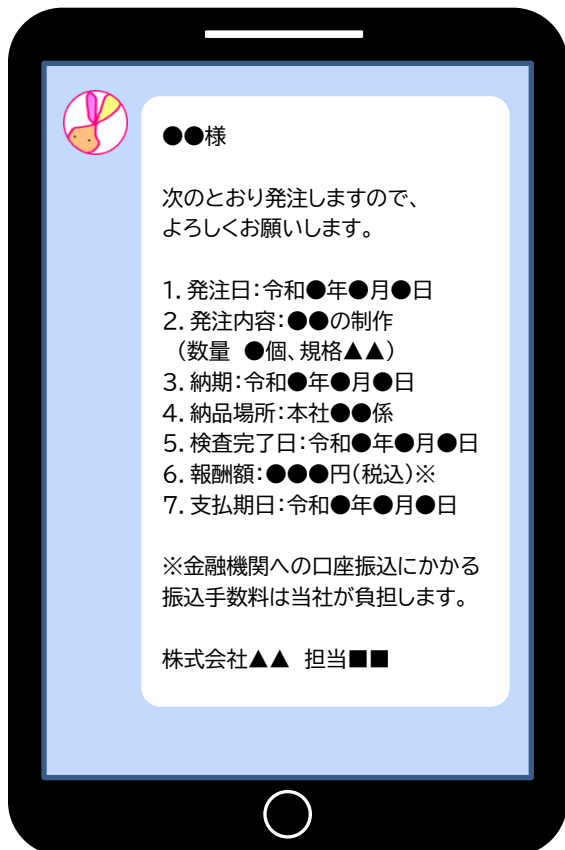 ●●様
次のとおり発注しますので、
よろしくお願いします。
1．発注日：令和●年●月●日
2．発注内容：●●の制作
（数量　●個、規格▲▲）
3．納期：令和●年●月●日
4．納品場所：本社●●係
5．検査完了日：令和●年●月●日
6．報酬額：●●●円（税込）※
7．支払期日：令和●年●月●日
※金融機関への口座振込にかかる
振込手数料は当社が負担します。
株式会社▲▲　担当■■